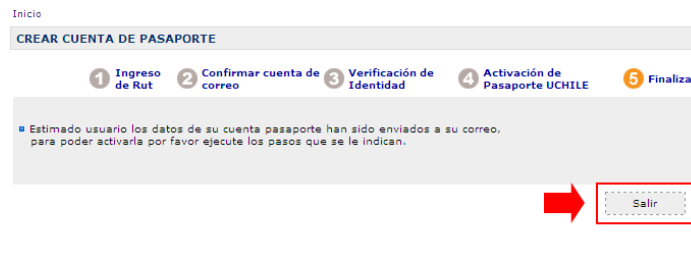 Inicio
CREAR CUENTA DE PASAPORTE
1 Ingreso de Rut 2 Confirmar cuenta de correo 3 Verificación de Identidad 4 Activación de Pasaporte UCHILE 5 Finaliza
Estimado usuario los datos de su cuenta pasaporte han sido enviados a su correo,
para poder activarla por favor ejecute los pasos que se le indican.
Salir